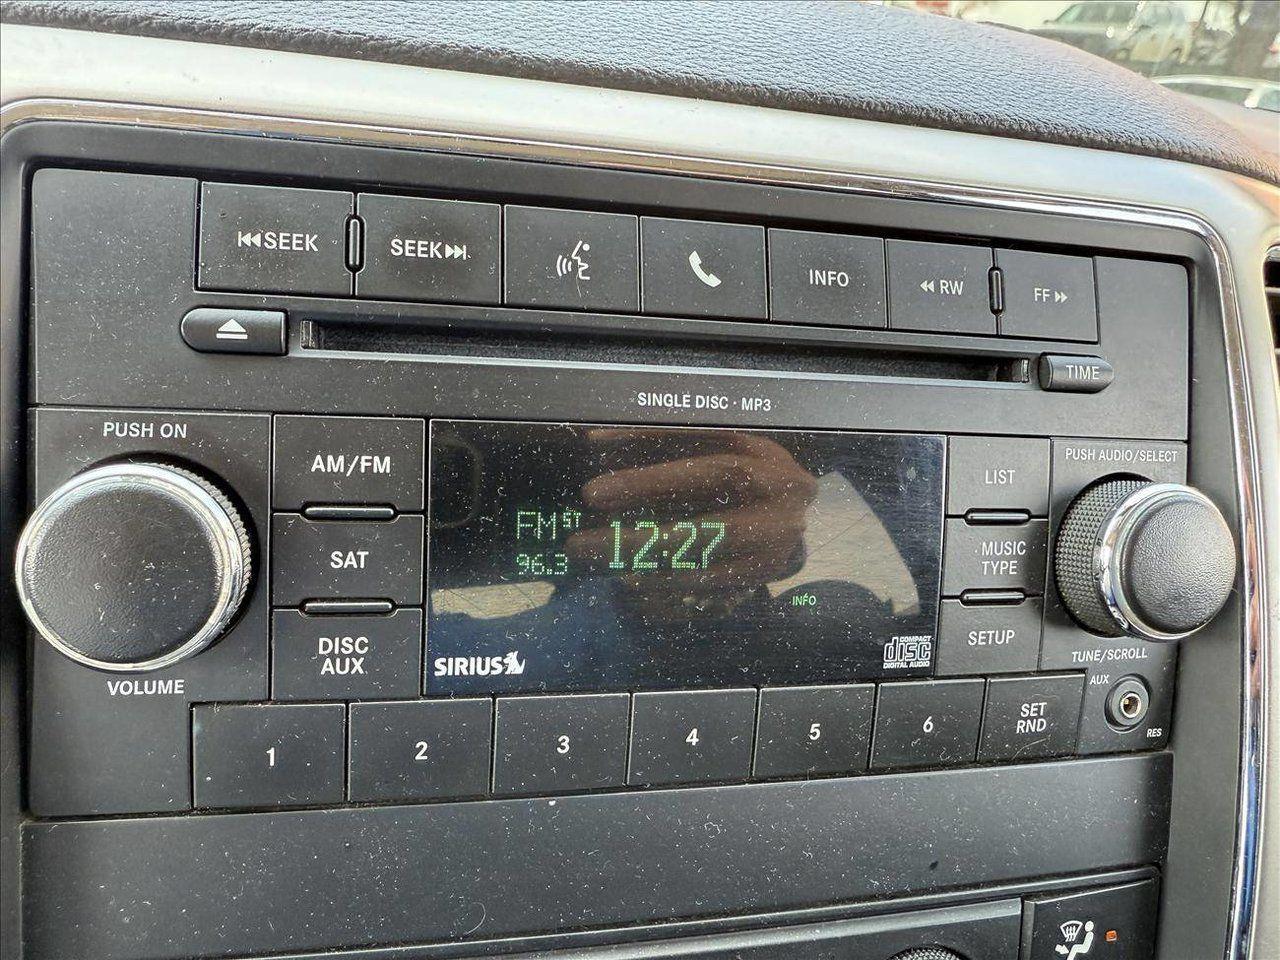 SEEK
SEEK
INFO
RW
FF
TIME
SINGLE DISC · MP3
PUSH ON
VOLUME
AM/FM
SAT
DISC
AUX
FM ST
96.3
12:27
INFO
SIRIUS
COMPACT
disc
DIGITAL AUDIO
LIST
MUSIC
TYPE
SETUP
PUSH AUDIO/SELECT
TUNE/SCROLL
AUX
RES
1
2
3
4
5
6
SET
RND